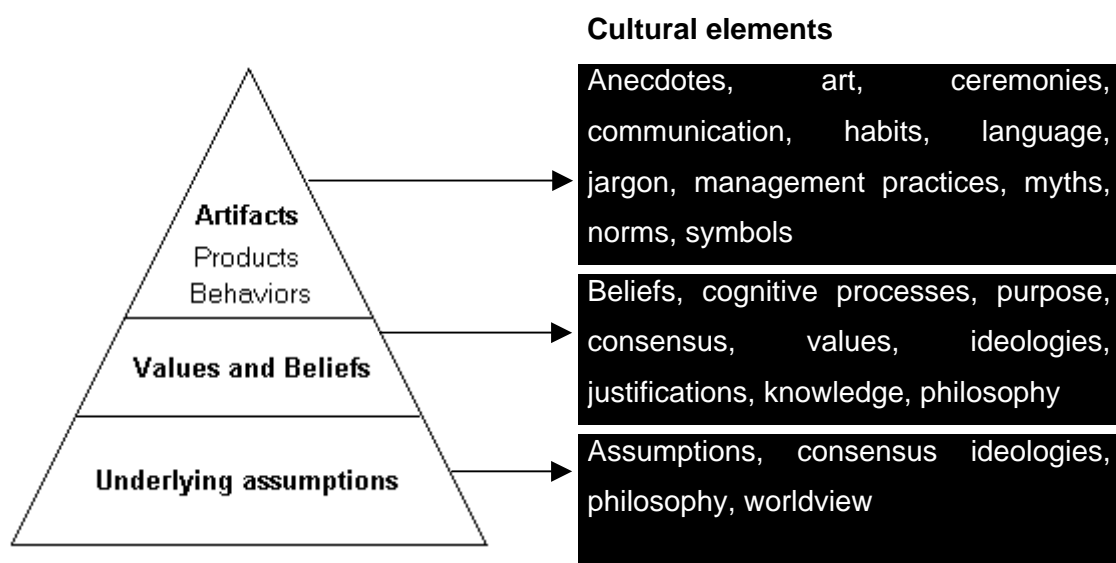 Cultural elements
Anecdotes, art, ceremonies,
communication, habits, language,
jargon, management practices, myths,
norms, symbols
Artifacts
Products
Behaviors
Beliefs, cognitive processes, purpose,
consensus, values, ideologies,
justifications, knowledge, philosophy
Values and Beliefs
Assumptions, consensus ideologies,
philosophy, worldview
Underlying assumptions